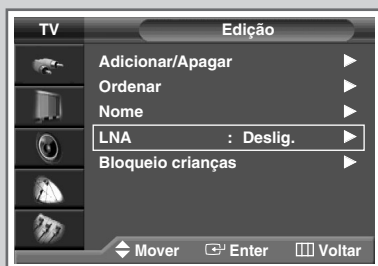 TV Edição
Adicionar/Apagar
Ordenar
Nome
LNA : Deslig.
Bloqueio crianças
Mover Enter Voltar